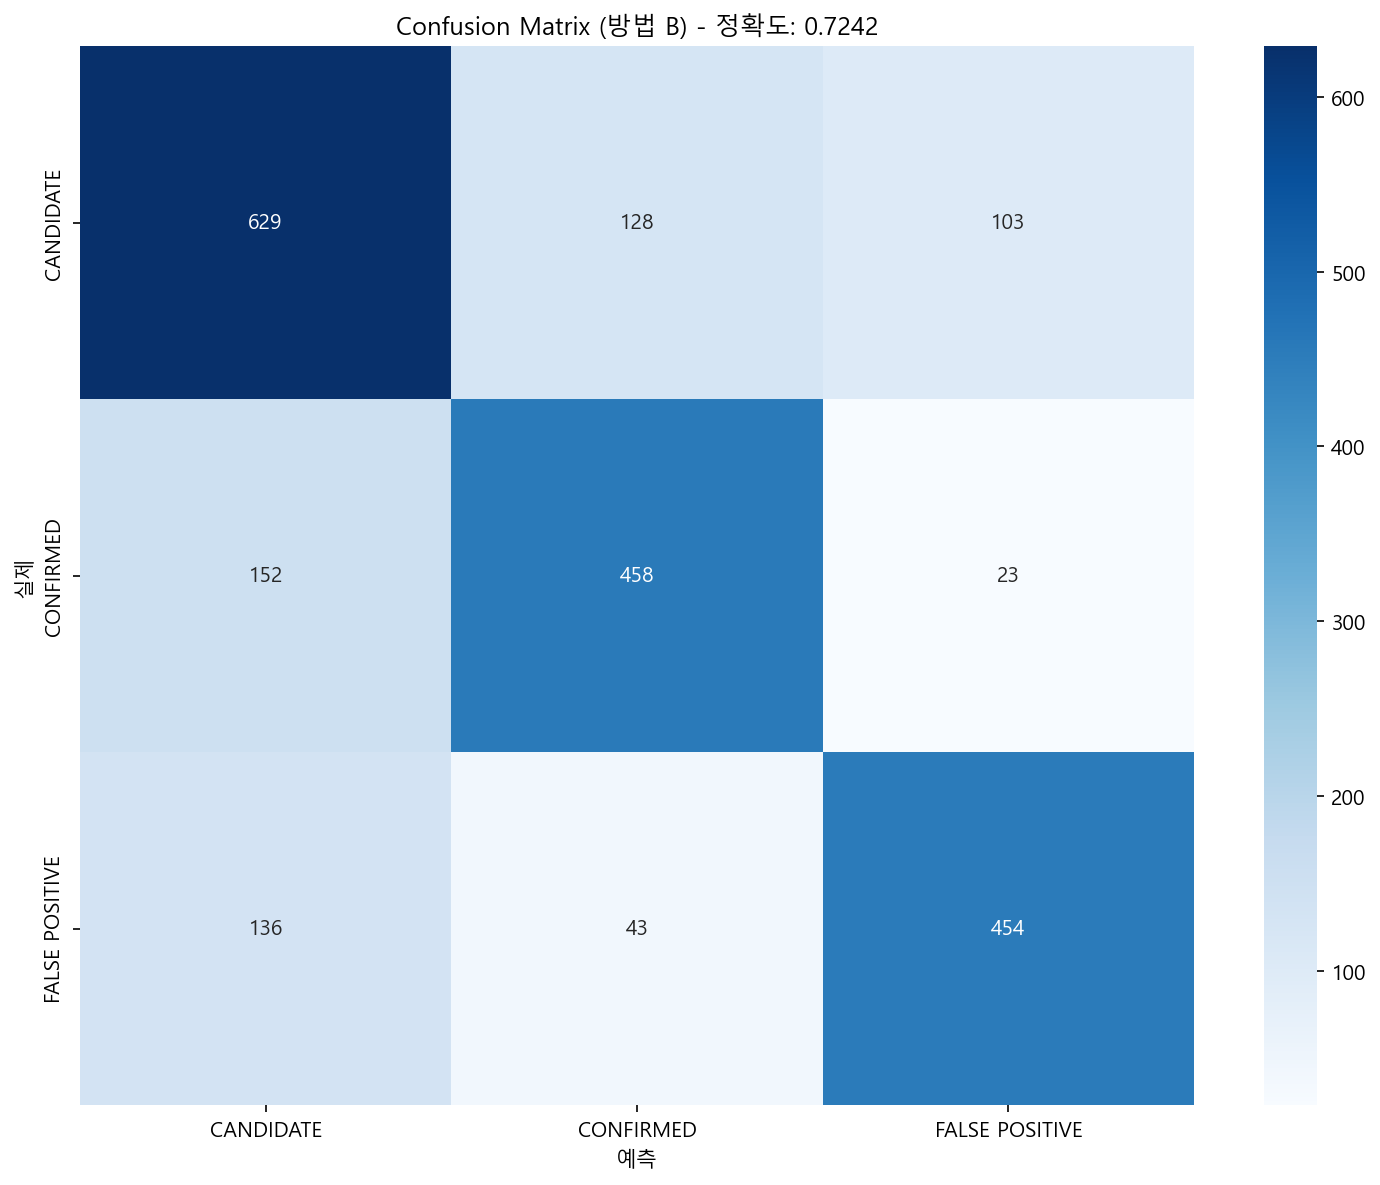 Confusion Matrix (방법 B) - 정확도: 0.7242
실제
CANDIDATE
629 128 103
CONFIRMED
152 458 23
FALSE POSITIVE
136 43 454
CANDIDATE CONFIRMED FALSE POSITIVE
예측
600
500
400
300
200
100